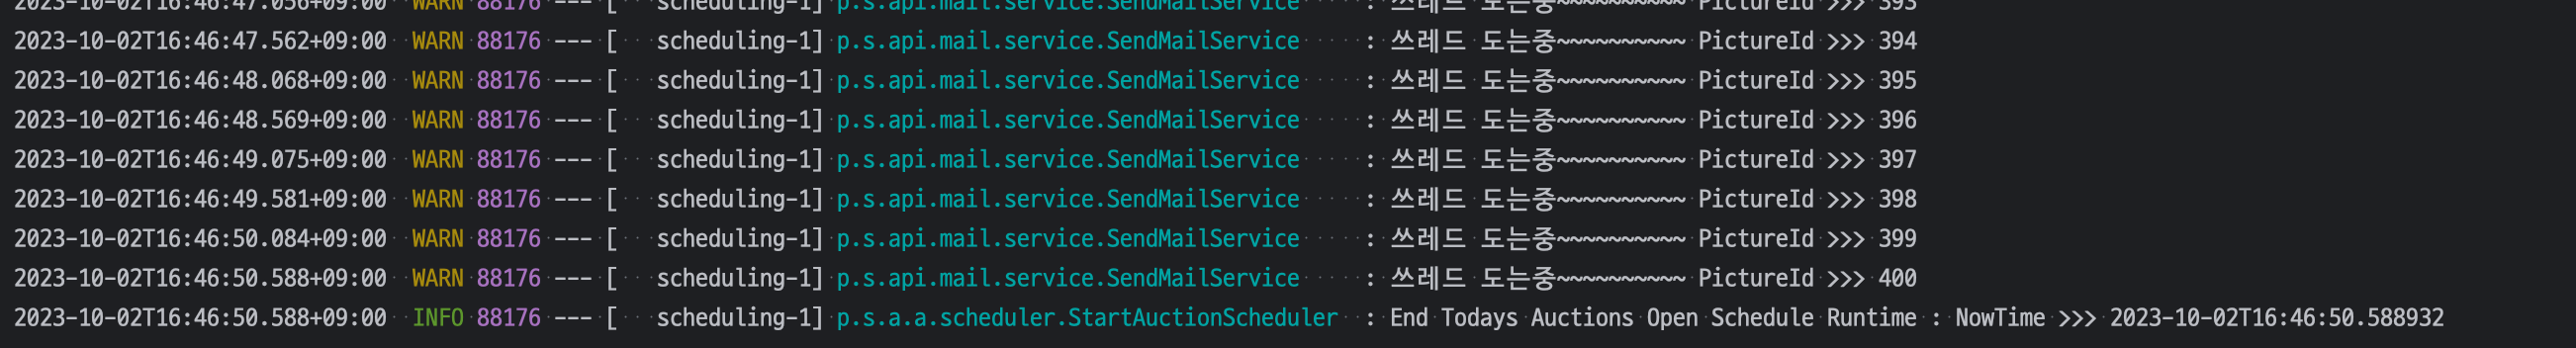 2023-10-02T16:46:47.056+09:00 WARN 88176 --- [ scheduling-1] p.s.api.mail.service.SendMailService : 쓰레드 도는중~~~~~~~~~~ PictureId >>> 393
2023-10-02T16:46:47.562+09:00 WARN 88176 --- [ scheduling-1] p.s.api.mail.service.SendMailService : 쓰레드 도는중~~~~~~~~~~ PictureId >>> 394
2023-10-02T16:46:48.068+09:00 WARN 88176 --- [ scheduling-1] p.s.api.mail.service.SendMailService : 쓰레드 도는중~~~~~~~~~~ PictureId >>> 395
2023-10-02T16:46:48.569+09:00 WARN 88176 --- [ scheduling-1] p.s.api.mail.service.SendMailService : 쓰레드 도는중~~~~~~~~~~ PictureId >>> 396
2023-10-02T16:46:49.075+09:00 WARN 88176 --- [ scheduling-1] p.s.api.mail.service.SendMailService : 쓰레드 도는중~~~~~~~~~~ PictureId >>> 397
2023-10-02T16:46:49.581+09:00 WARN 88176 --- [ scheduling-1] p.s.api.mail.service.SendMailService : 쓰레드 도는중~~~~~~~~~~ PictureId >>> 398
2023-10-02T16:46:50.084+09:00 WARN 88176 --- [ scheduling-1] p.s.api.mail.service.SendMailService : 쓰레드 도는중~~~~~~~~~~ PictureId >>> 399
2023-10-02T16:46:50.588+09:00 WARN 88176 --- [ scheduling-1] p.s.api.mail.service.SendMailService : 쓰레드 도는중~~~~~~~~~~ PictureId >>> 400
2023-10-02T16:46:50.588+09:00 INFO 88176 --- [ scheduling-1] p.s.a.a.scheduler.StartAuctionScheduler : End Todays Auctions Open Schedule Runtime : NowTime >>> 2023-10-02T16:46:50.588932